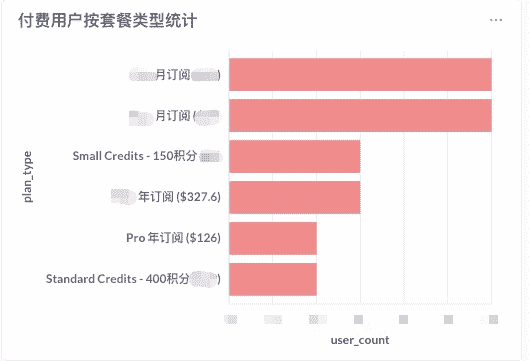 付费用户按套餐类型统计
月订阅 )
月订阅 (
Small Credits - 150积分
年订阅 ($327.6)
Pro 年订阅 ($126)
Standard Credits - 400积分 )
plan_type
user_count